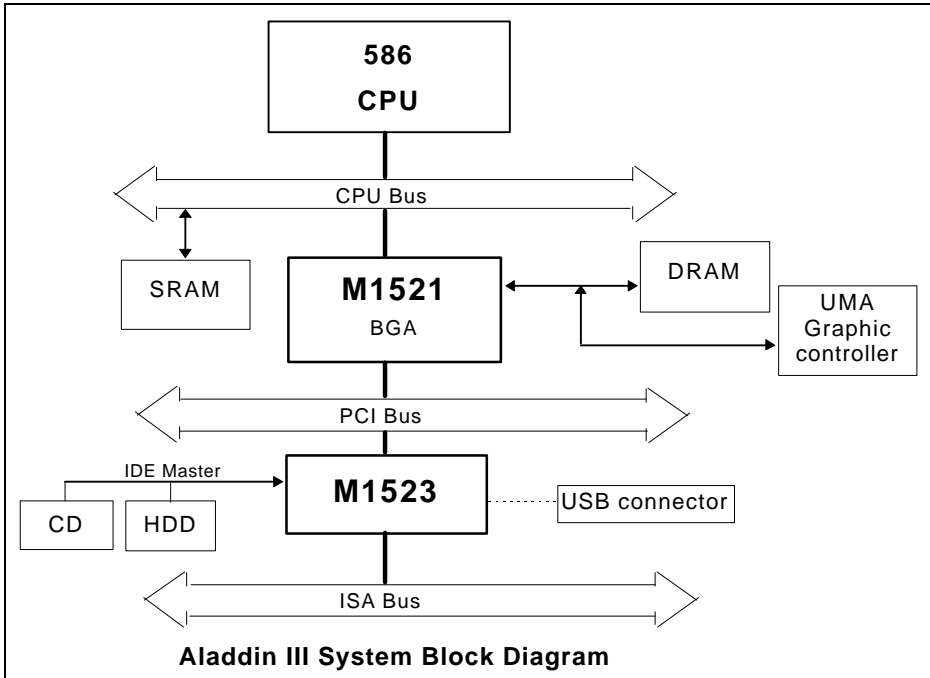 586
CPU
CPU Bus
SRAM
M1521
BGA
DRAM
UMA
Graphic
controller
PCI Bus
IDE Master
M1523
USB connector
CD
HDD
ISA Bus
Aladdin III System Block Diagram